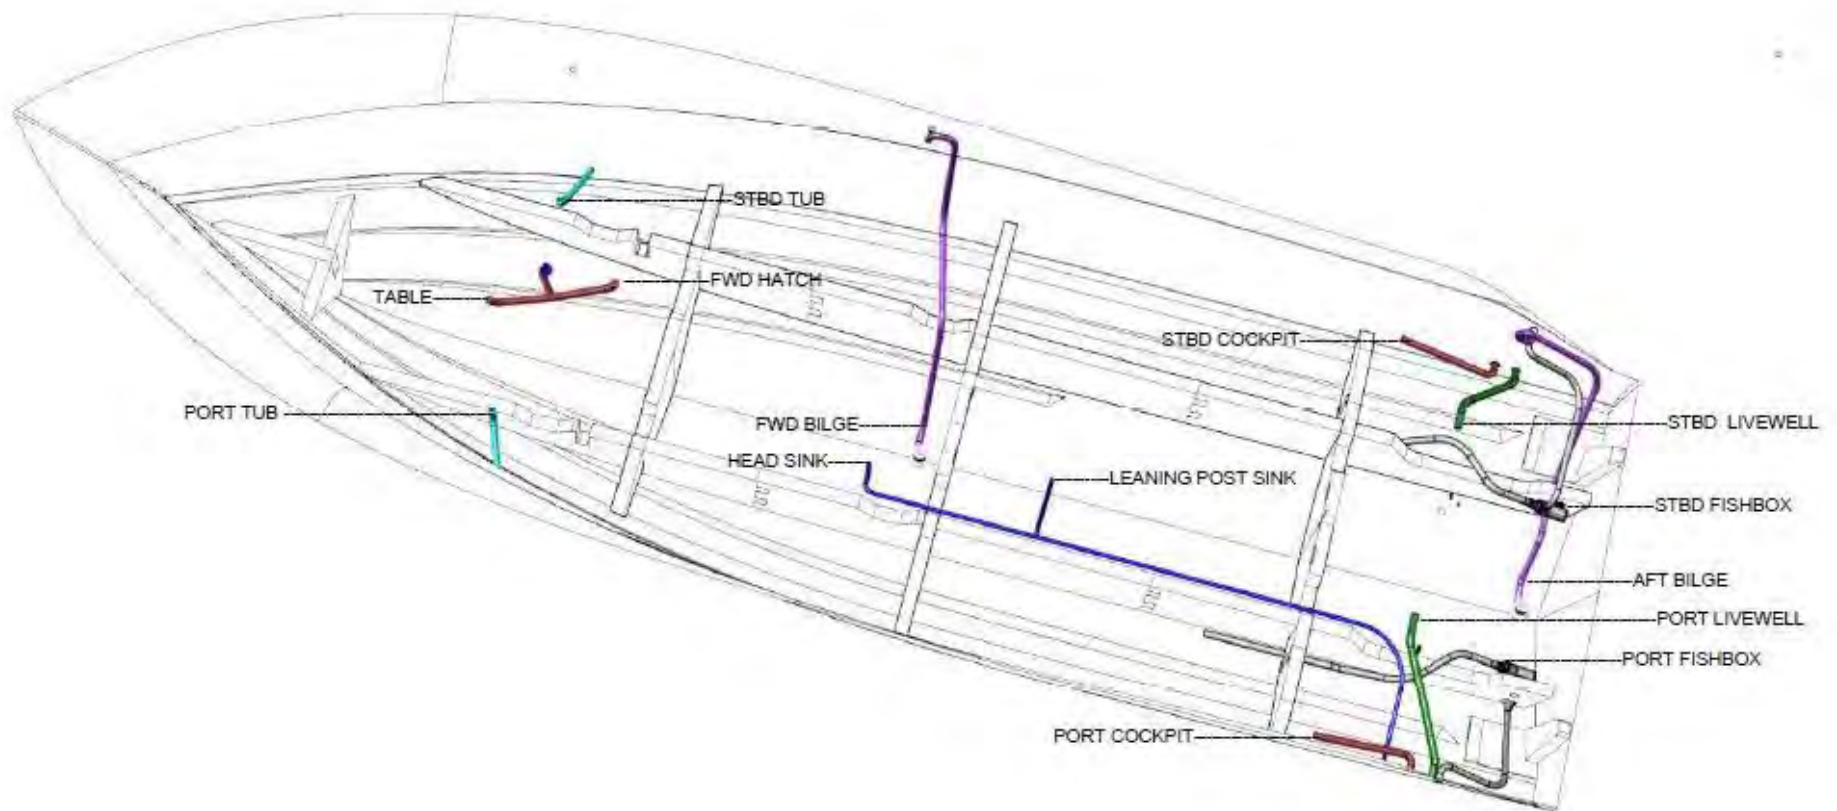 STBD TUB
FWD HATCH
TABLE
STBD COCKPIT
PORT TUB
FWD BILGE
STBD LIVEWELL
HEAD SINK
LEANING POST SINK
STBD FISHBOX
AFT BILGE
PORT LIVEWELL
PORT FISHBOX
PORT COCKPIT